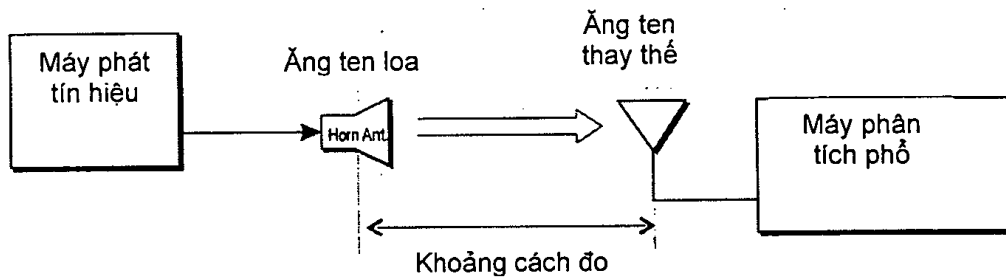 Máy phát
tín hiệu
Ăng ten loa
Horn Ant.
Ăng ten
thay thế
Máy phân
tích phổ
Khoảng cách đo